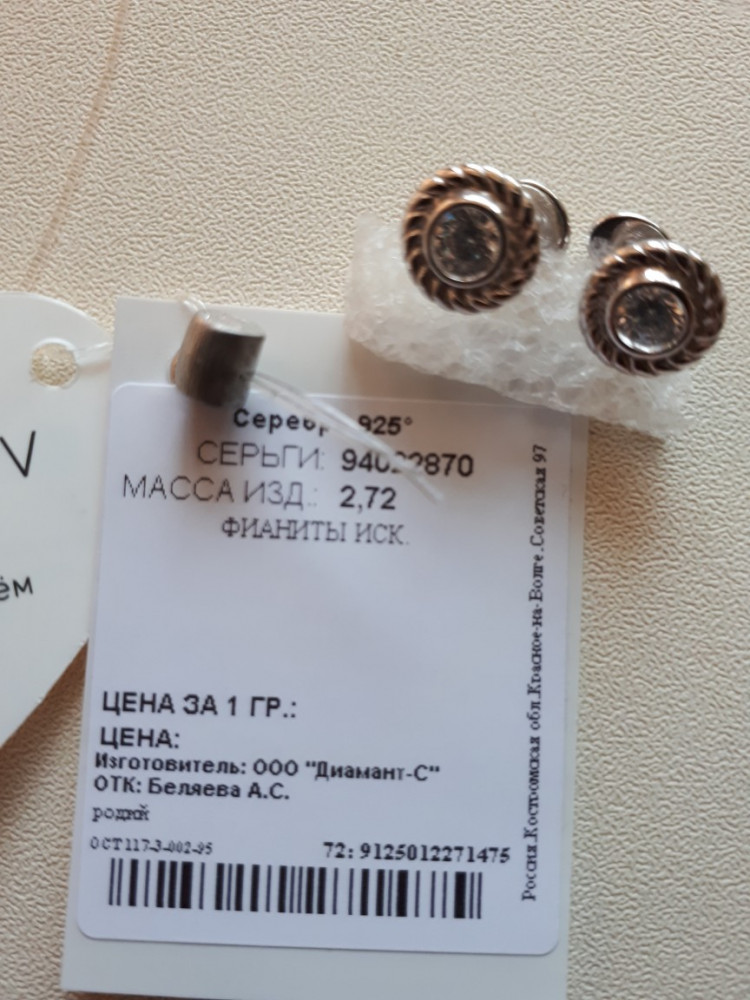 925°
СЕРЬГИ:
МАССА ИЗД.: 2,72
ФИАНИТЫ ИСК.
ЦЕНА ЗА 1 ГР.:
ЦЕНА:
Изготовитель: ООО "Диамант-С"
ОТК: Беляева А.С.
родий
ОСТ 117-3-002-95 72: 9125012271475
Россия.Костромская обл.Красное-на-Волге.Советская 97